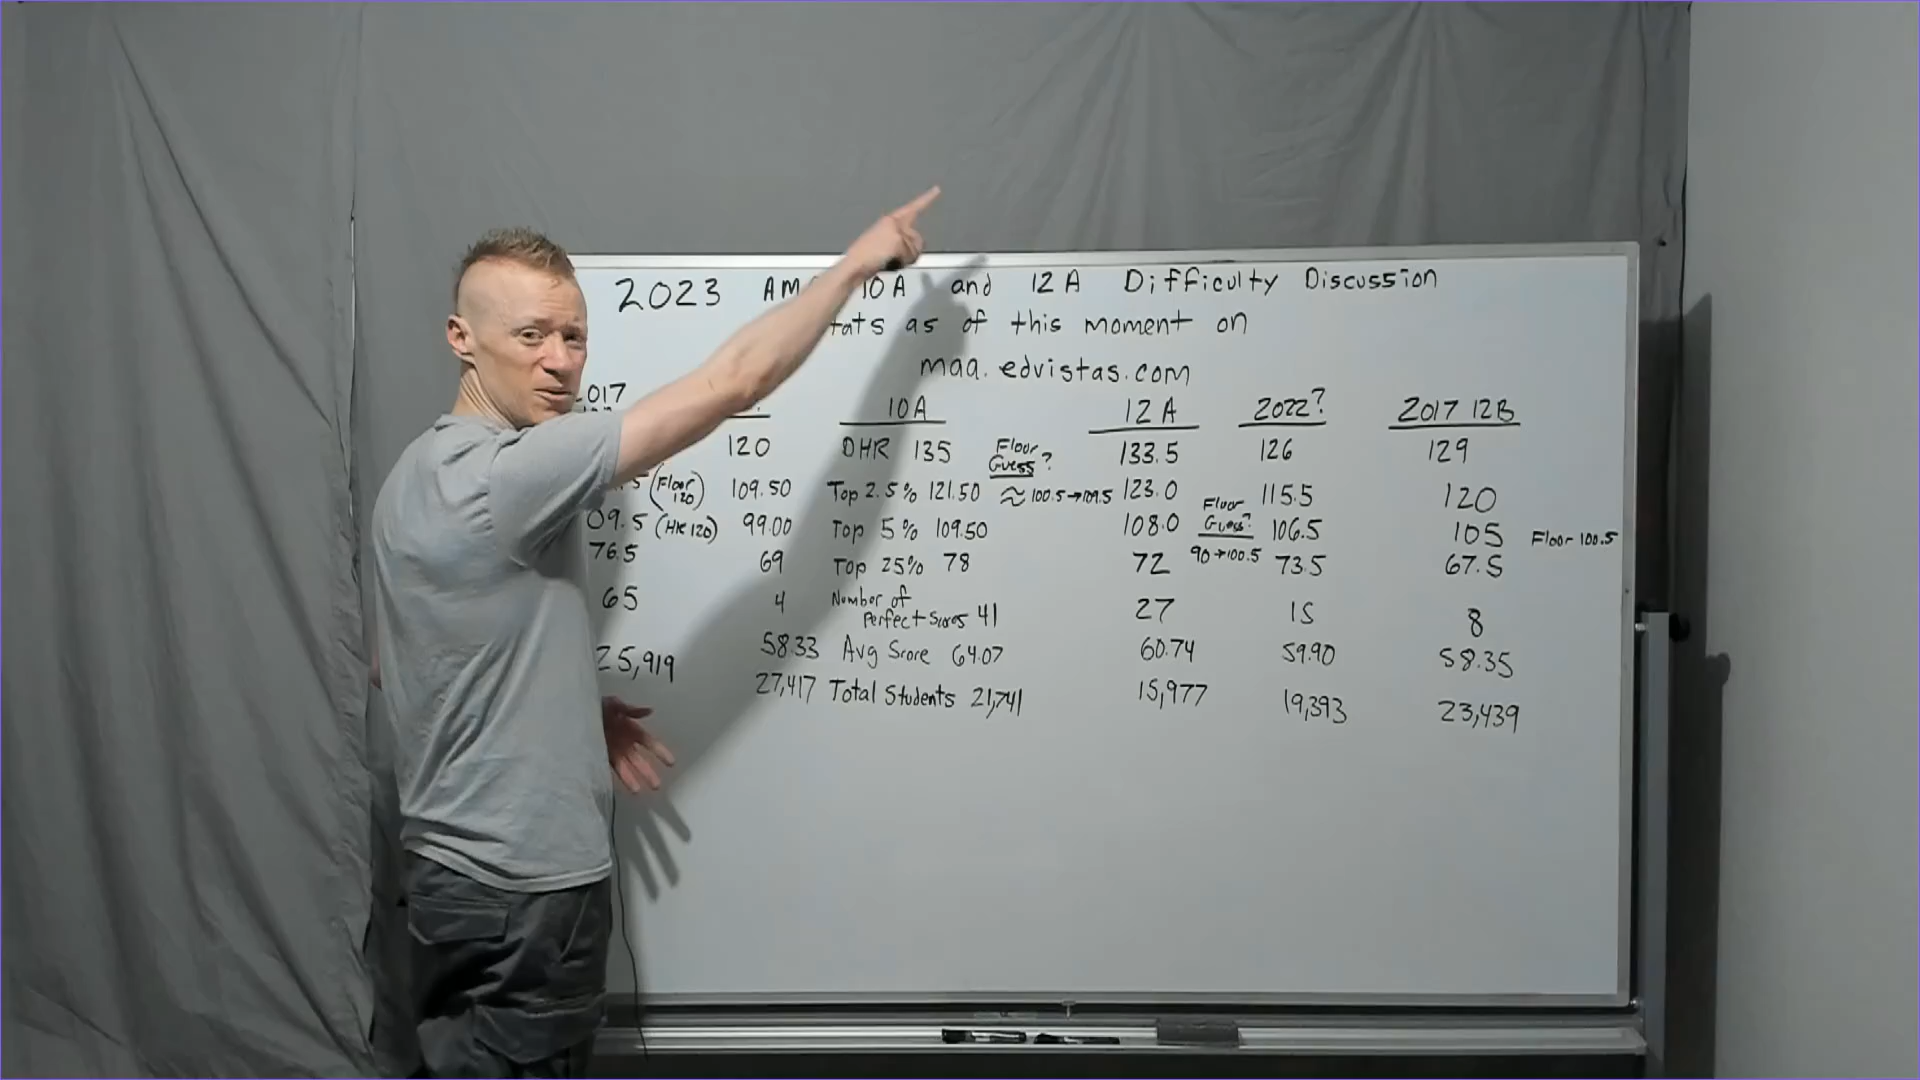 2023 AM 10A and 12A Difficulty Discussion
tats as of this moment on
maa.edvistas.com
017 10A 12A 2022? 2017 12B
120 DHR 135 Floor Guess? 133.5 126 129
5 (Floor 120) 109.50 Top 2.5% 121.50 ≈ 100.5→109.5 123.0 Floor Guess? 115.5 120
09.5 (HR 120) 99.00 Top 5% 109.50 108.0 90→100.5 106.5 105 Floor 100.5
76.5 69 Top 25% 78 72 73.5 67.5
65 4 Number of Perfect Scores 41 27 15 8
58.33 Avg Score 64.07 60.74 59.90 58.35
25,919 27,417 Total Students 21,741 15,977 19,393 23,439